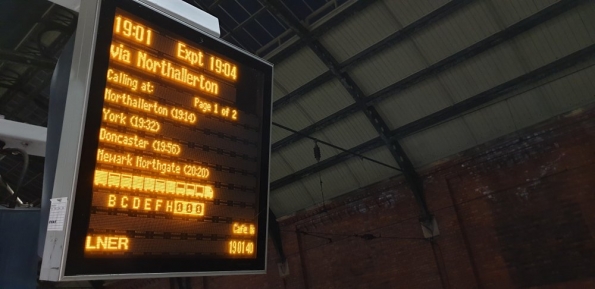 19:01 Expt 19:04
via Northallerton
Calling at: Page 1 of 2
Northallerton (19:14)
York (19:32)
Doncaster (19:56)
Newark Northgate (20:20)
B C D E F H
Cafe
LNER 19:01:40